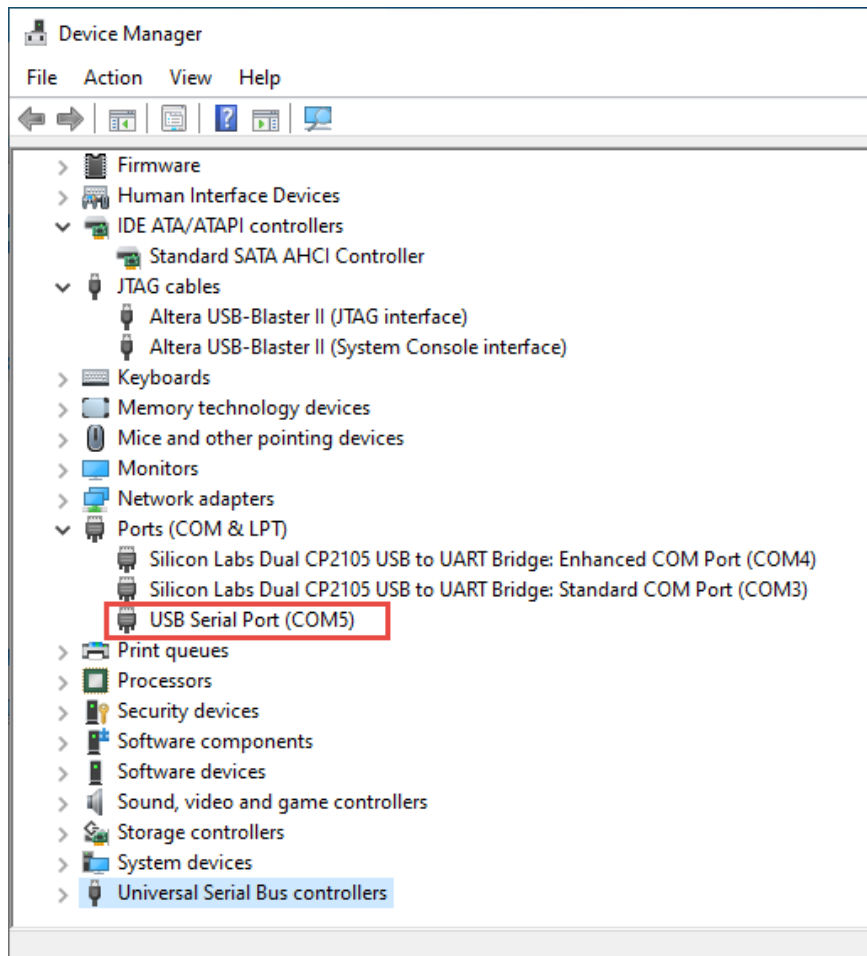 Device Manager
File Action View Help
Firmware
Human Interface Devices
IDE ATA/ATAPI controllers
Standard SATA AHCI Controller
JTAG cables
Altera USB-Blaster II (JTAG interface)
Altera USB-Blaster II (System Console interface)
Keyboards
Memory technology devices
Mice and other pointing devices
Monitors
Network adapters
Ports (COM & LPT)
Silicon Labs Dual CP2105 USB to UART Bridge: Enhanced COM Port (COM4)
Silicon Labs Dual CP2105 USB to UART Bridge: Standard COM Port (COM3)
USB Serial Port (COM5)
Print queues
Processors
Security devices
Software components
Software devices
Sound, video and game controllers
Storage controllers
System devices
Universal Serial Bus controllers